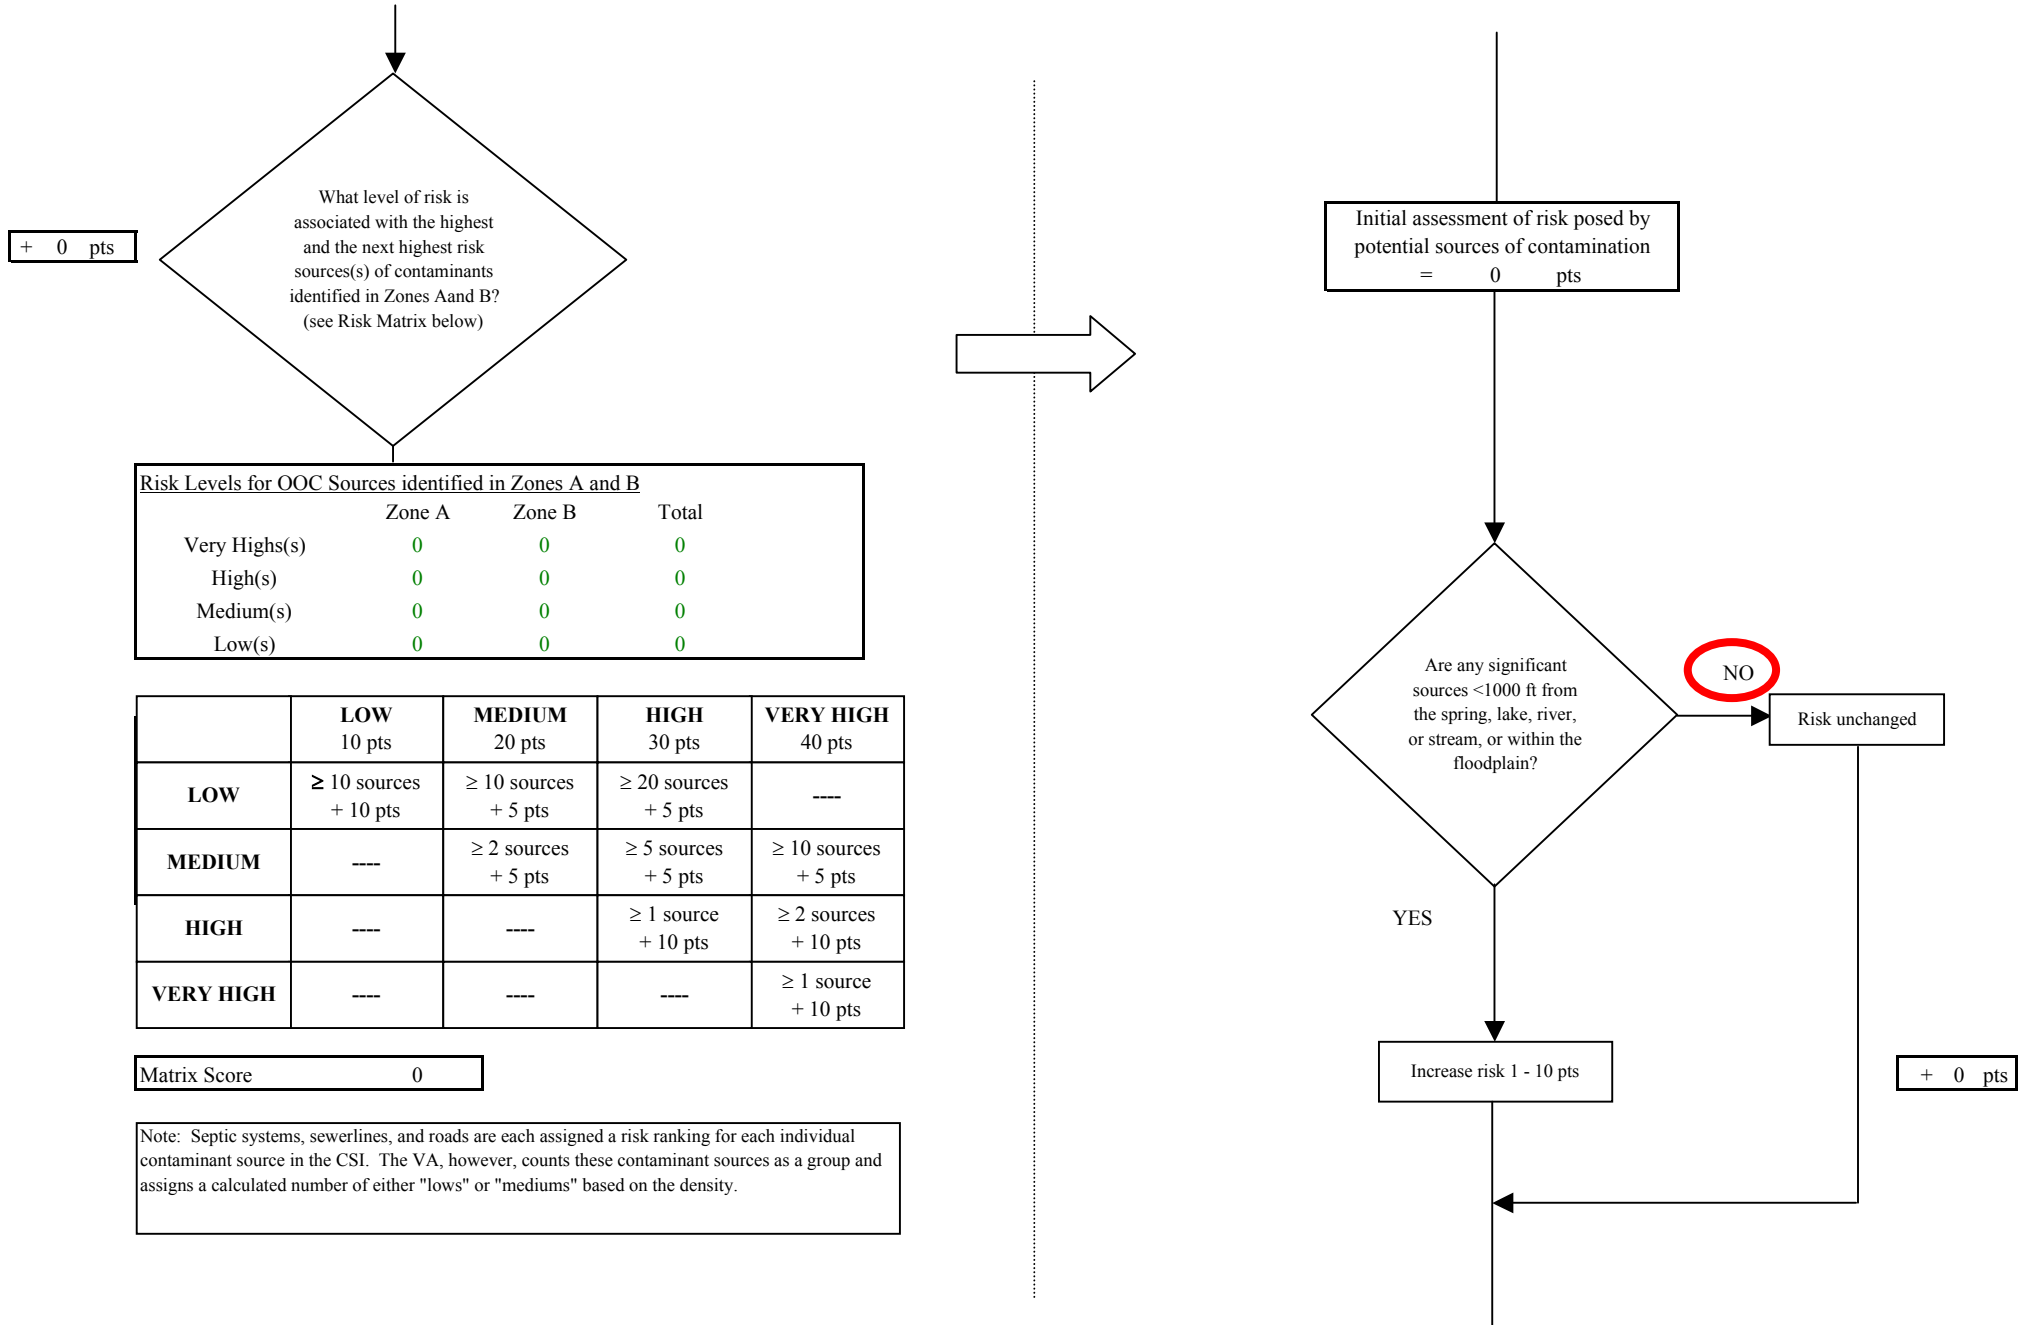 What level of risk is
associated with the highest
and the next highest risk
sources(s) of contaminants
identified in Zones Aand B?
(see Risk Matrix below)
+ 0 pts
Risk Levels for OOC Sources identified in Zones A and B
Zone A Zone B Total
Very Highs(s) 0 0 0
High(s) 0 0 0
Medium(s) 0 0 0
Low(s) 0 0 0
LOW MEDIUM HIGH VERY HIGH
10 pts 20 pts 30 pts 40 pts
LOW ≥ 10 sources + 10 pts ≥ 10 sources + 5 pts ≥ 20 sources + 5 pts ----
MEDIUM ---- ≥ 2 sources + 5 pts ≥ 5 sources + 5 pts ≥ 10 sources + 5 pts
HIGH ---- ---- ≥ 1 source + 10 pts ≥ 2 sources + 10 pts
VERY HIGH ---- ---- ---- ≥ 1 source + 10 pts
Matrix Score 0
Note: Septic systems, sewerlines, and roads are each assigned a risk ranking for each individual
contaminant source in the CSI. The VA, however, counts these contaminant sources as a group and
assigns a calculated number of either "lows" or "mediums" based on the density.
Initial assessment of risk posed by
potential sources of contamination
= 0 pts
Are any significant
sources <1000 ft from
the spring, lake, river,
or stream, or within the
floodplain?
NO
Risk unchanged
YES
Increase risk 1 - 10 pts
+ 0 pts